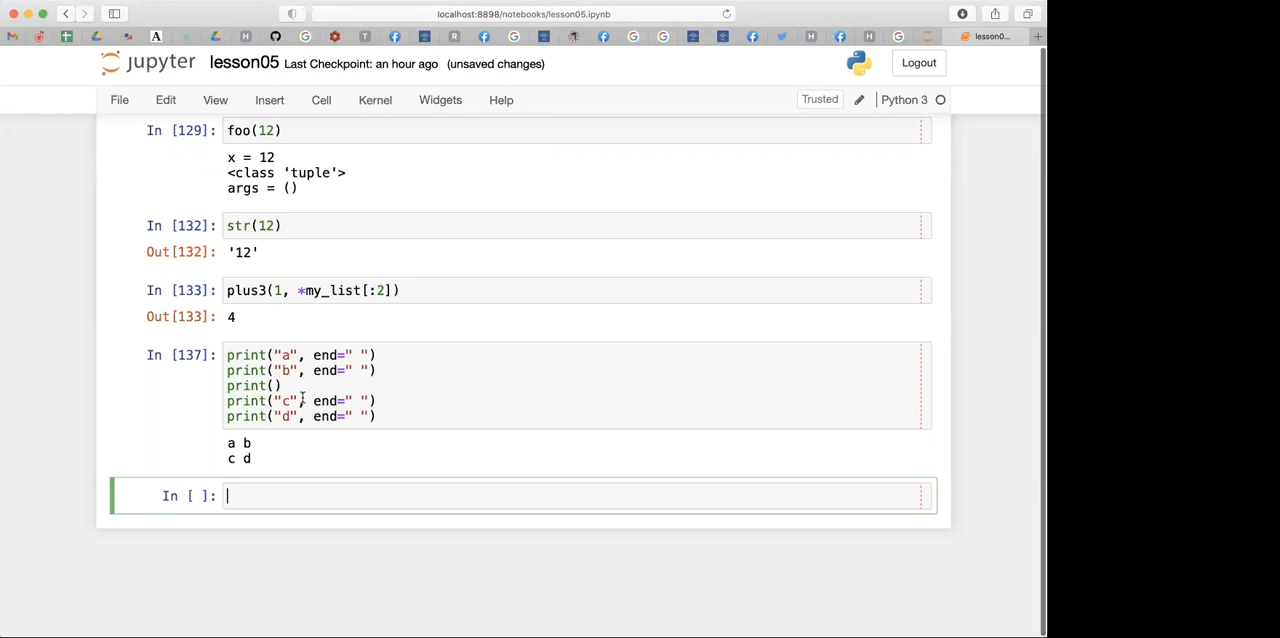 localhost:8898/notebooks/lesson05.ipynb
lesson0...
jupyter lesson05 Last Checkpoint: an hour ago (unsaved changes)
Logout
File Edit View Insert Cell Kernel Widgets Help
Trusted Python 3
In [129]: foo(12)
x = 12
<class 'tuple'>
args = ()
In [132]: str(12)
Out[132]: '12'
In [133]: plus3(1, *my_list[:2])
Out[133]: 4
In [137]: print("a", end=" ")
print("b", end=" ")
print()
print("c", end=" ")
print("d", end=" ")
a b
c d
In [ ]: